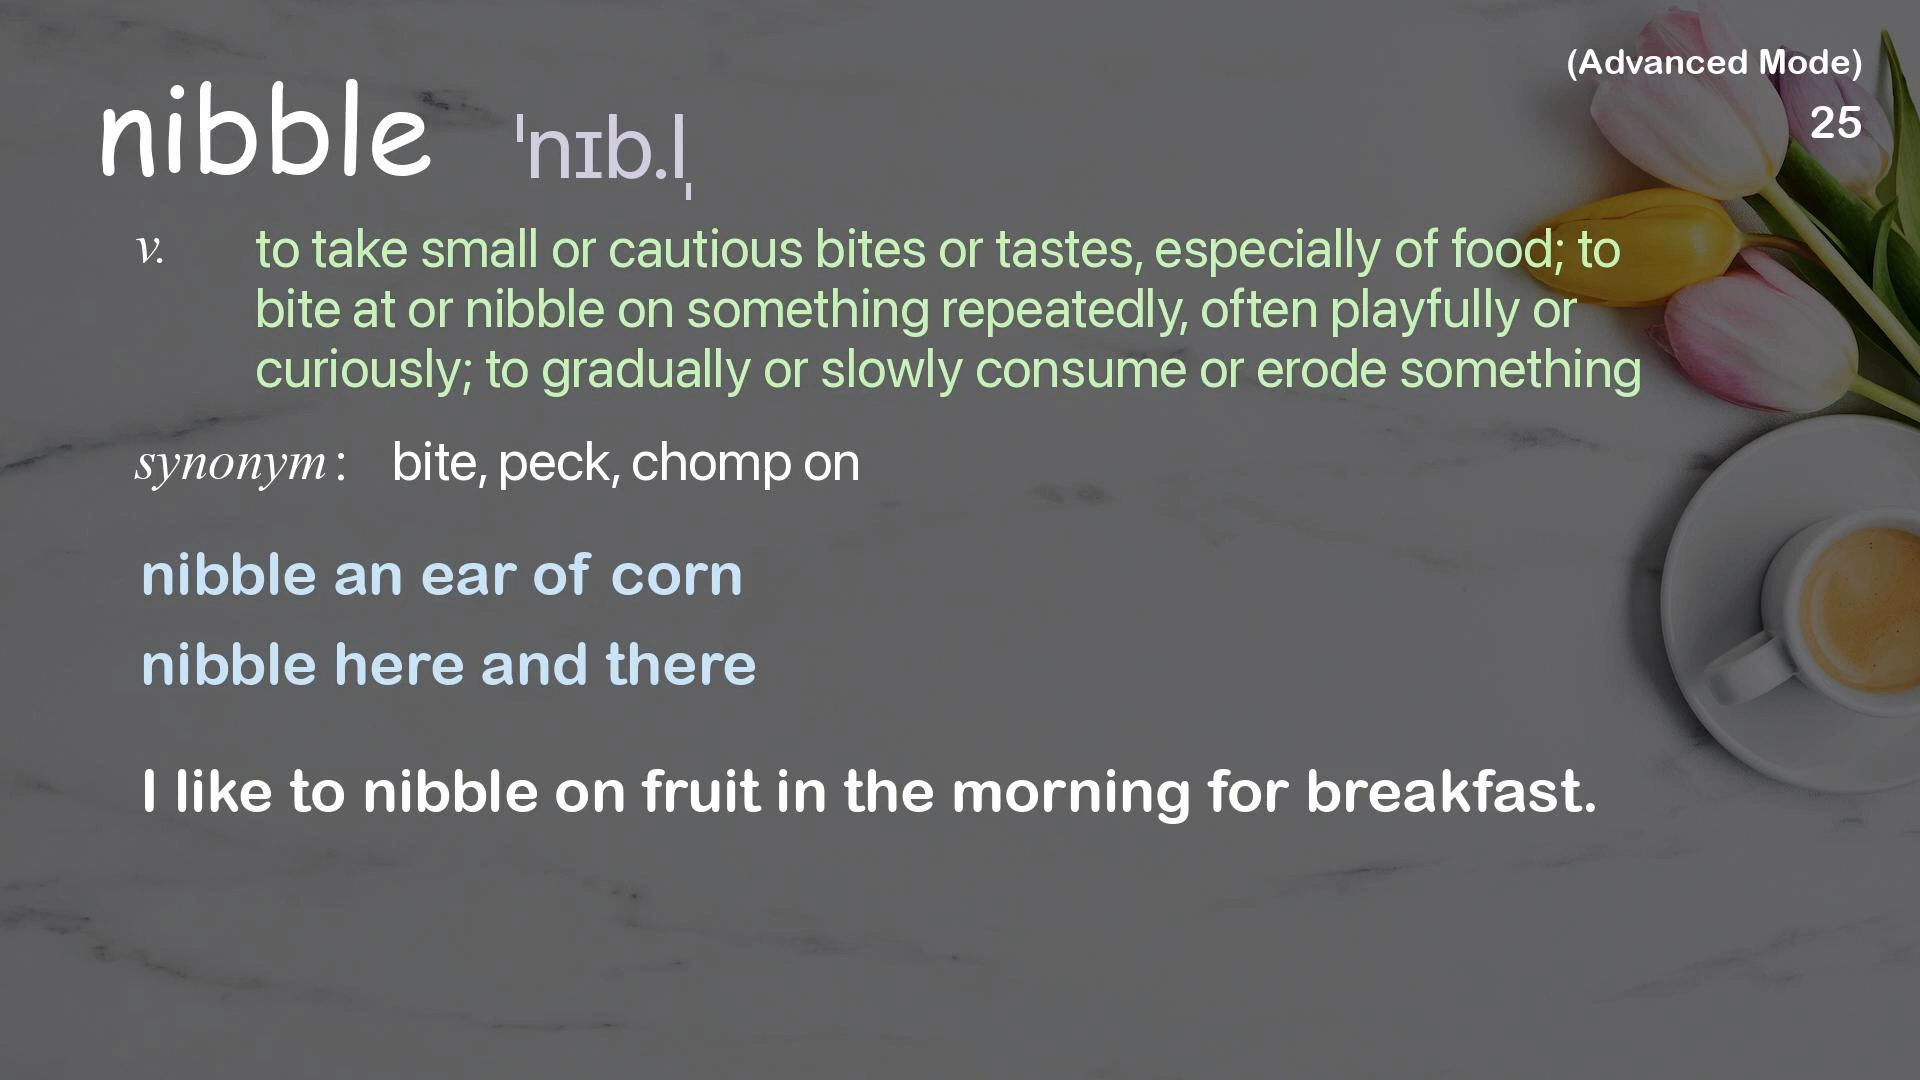 (Advanced Mode)
25
nibble ˈnɪb.l̩
v. to take small or cautious bites or tastes, especially of food; to
bite at or nibble on something repeatedly, often playfully or
curiously; to gradually or slowly consume or erode something
synonym: bite, peck, chomp on
nibble an ear of corn
nibble here and there
I like to nibble on fruit in the morning for breakfast.